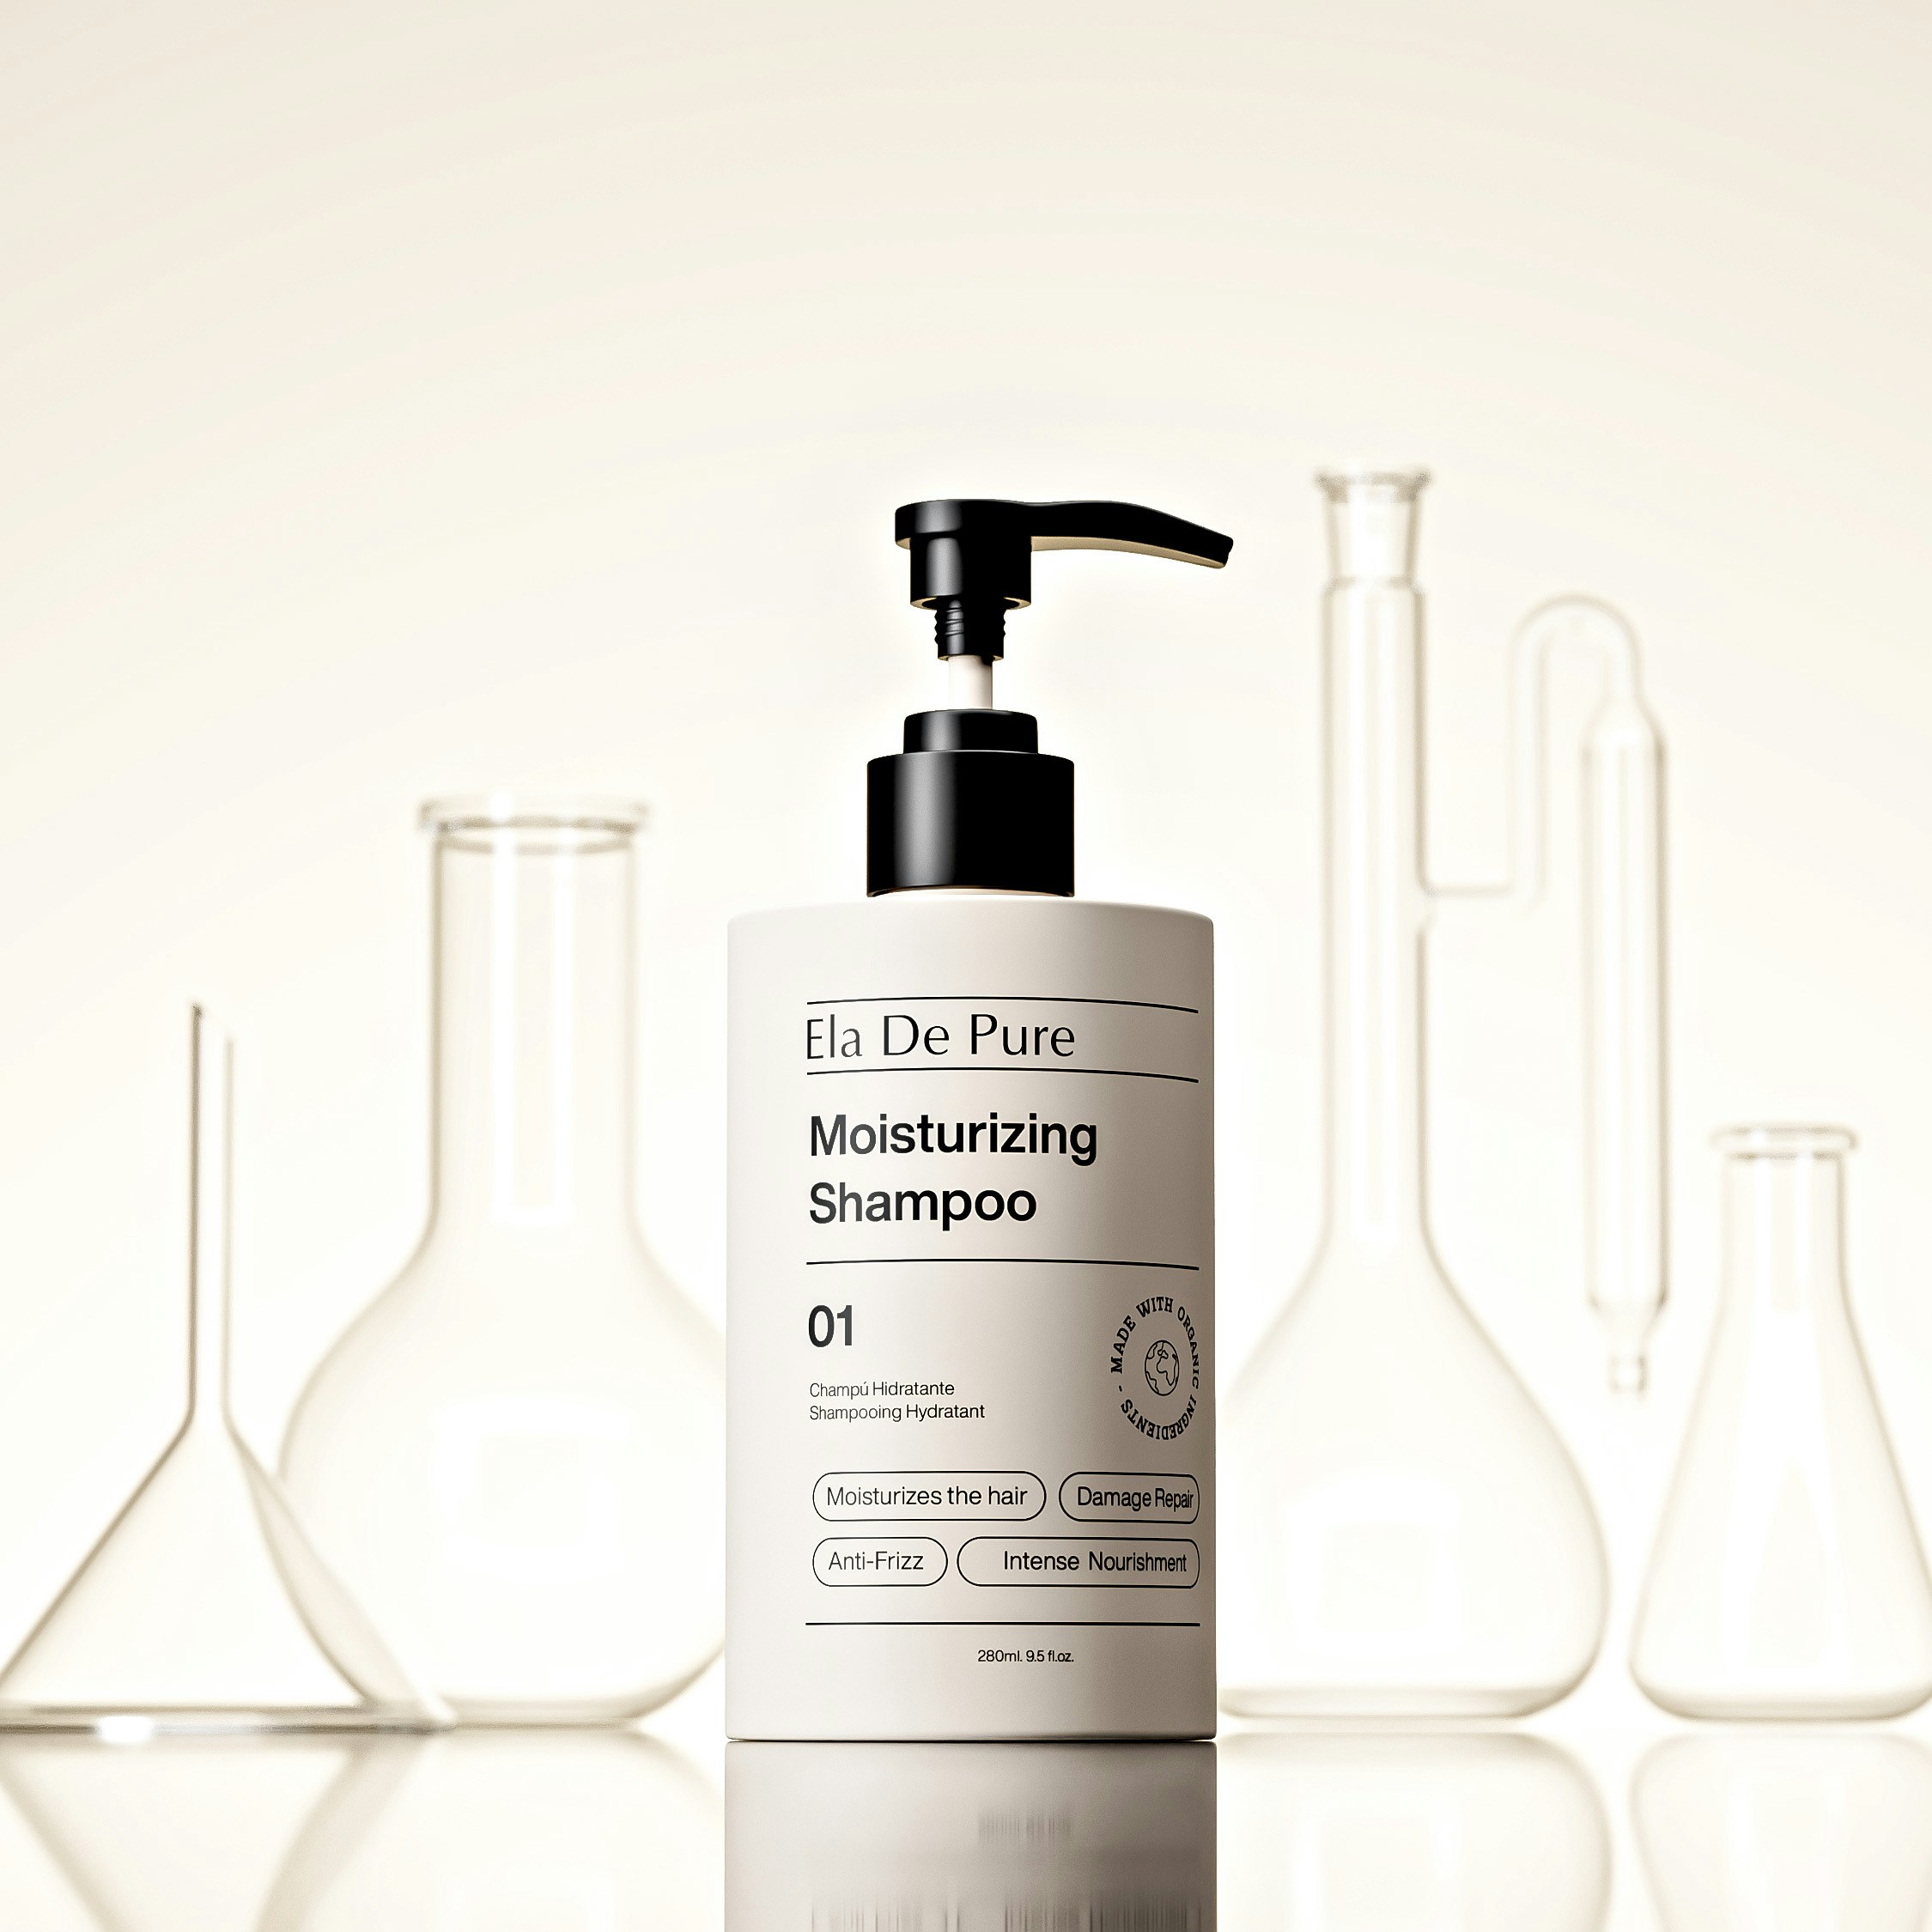 Ela De Pure
Moisturizing
Shampoo
01
MADE WITH ORGANIC INGREDIENTS -
Champú Hidratante
Shampooing Hydratant
Moisturizes the hair
Damage Repair
Anti-Frizz
Intense Nourishment
280ml. 9.5 fl.oz.